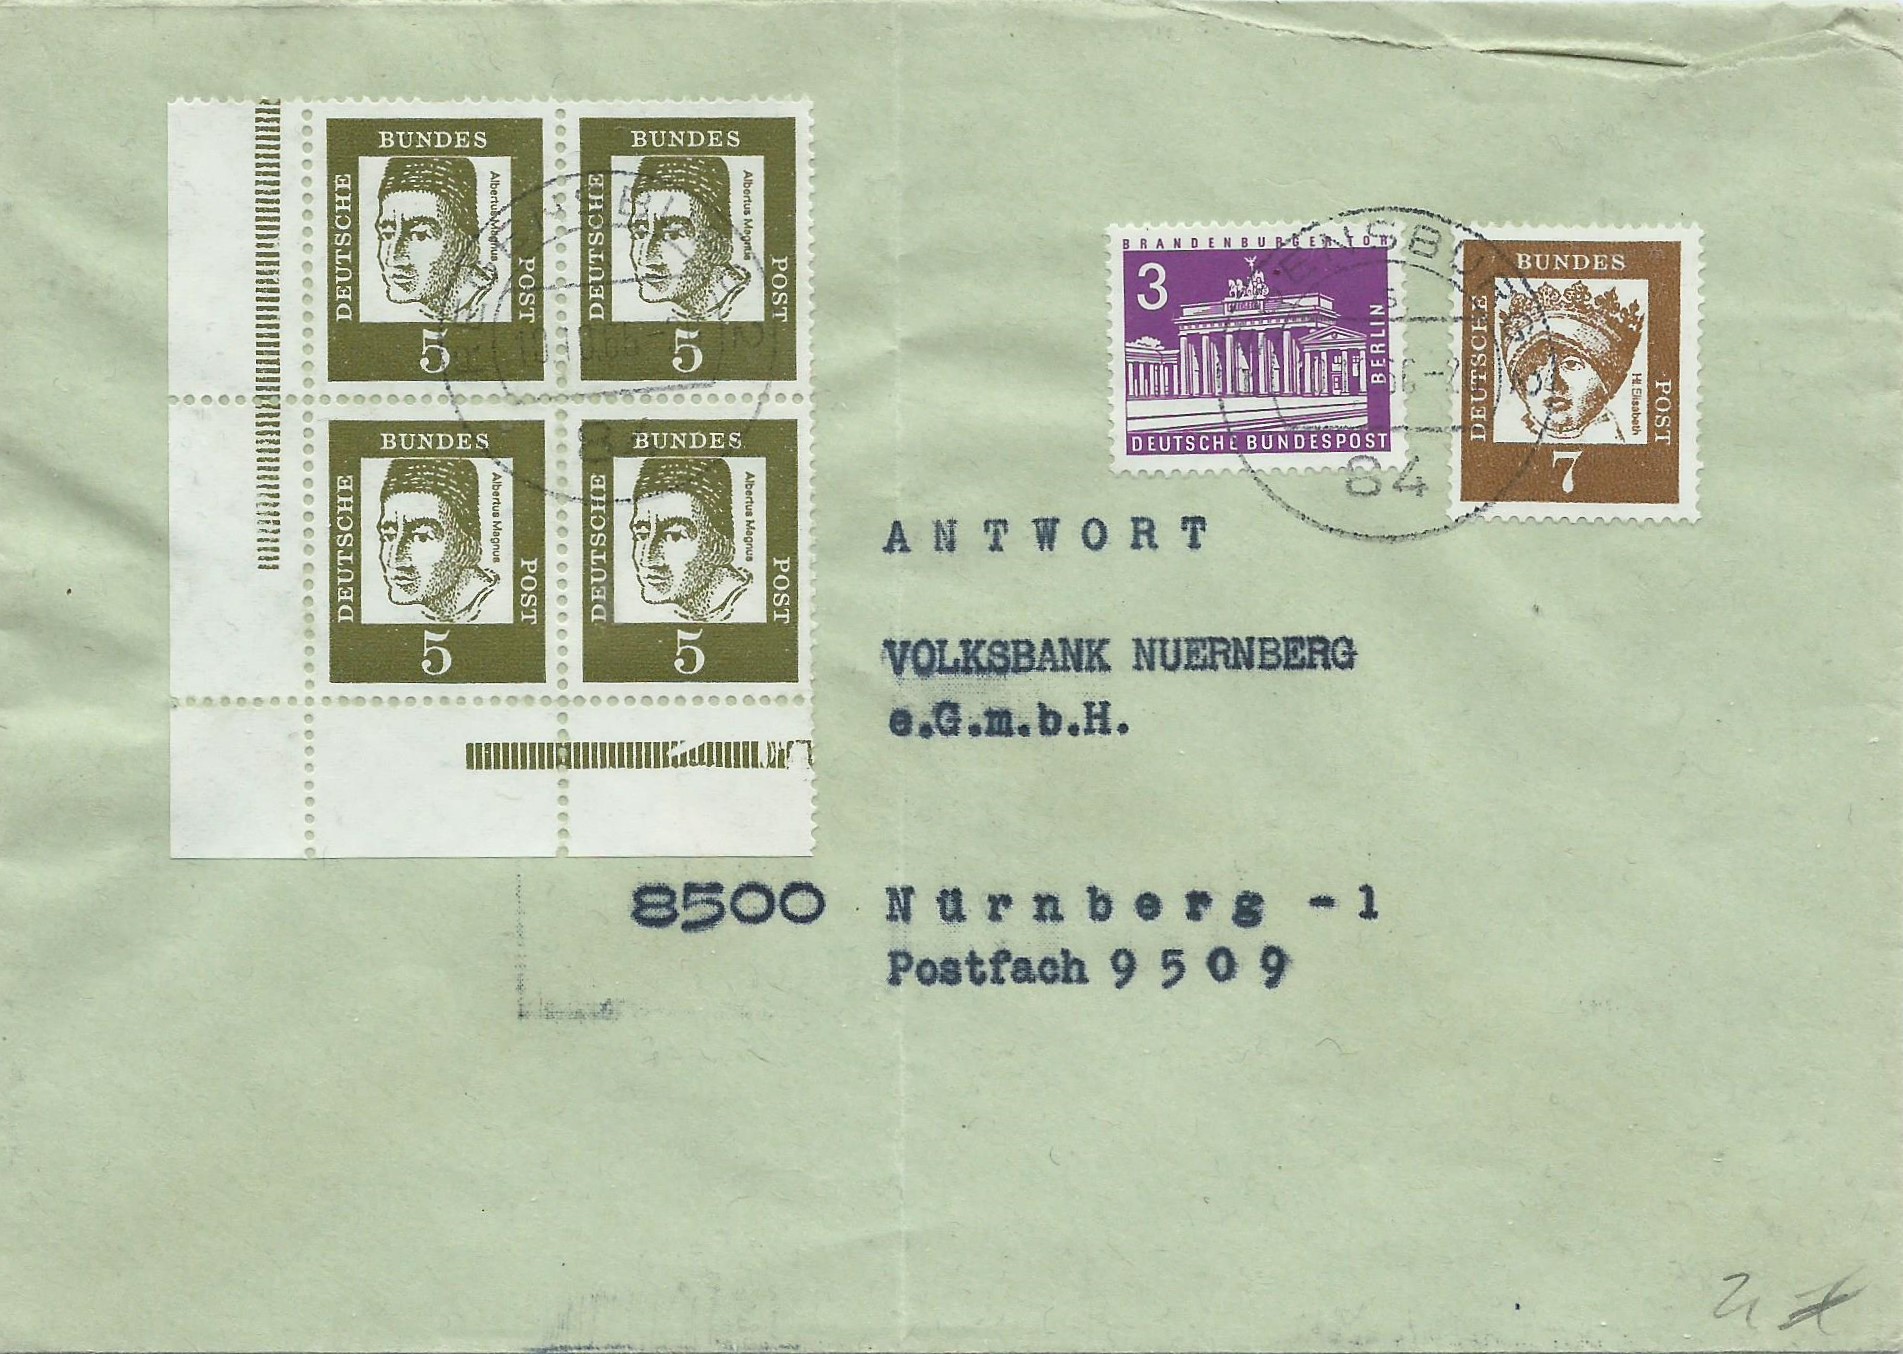 BUNDES
DEUTSCHE
Albertus Magnus
POST
5
BUNDES
DEUTSCHE
Albertus Magnus
POST
5
BUNDES
DEUTSCHE
Albertus Magnus
POST
5
BUNDES
DEUTSCHE
Albertus Magnus
POST
5
84
BRANDENBURGER TOR
3
BERLIN
DEUTSCHE BUNDESPOST
BUNDES
DEUTSCHE
Hl. Elisabeth
POST
7
84
ANTWORT
VOLKSBANK NUERNBERG
e.G.m.b.H.
8500 Nürnberg -1
Postfach 9509